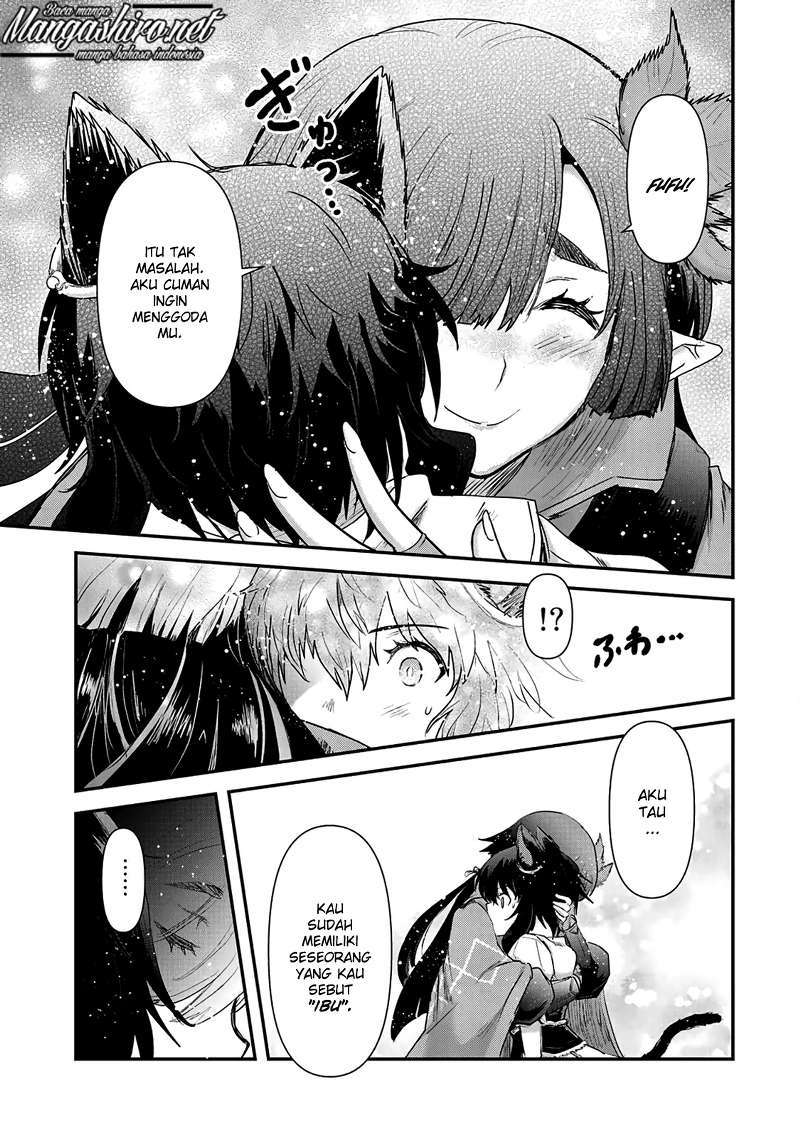 Baca manga
Mangashiro.net
manga bahasa indonesia
FUFU!
ぎゅっ…
ITU TAK
MASALAH.
AKU CUMAN
INGIN
MENGGODA
MU.
!?
ふわ…
AKU
TAU
...
KAU
SUDAH
MEMILIKI
SESEORANG
YANG KAU
SEBUT
"IBU".
......